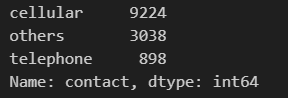 cellular     9224
others       3038
telephone     898
Name: contact, dtype: int64